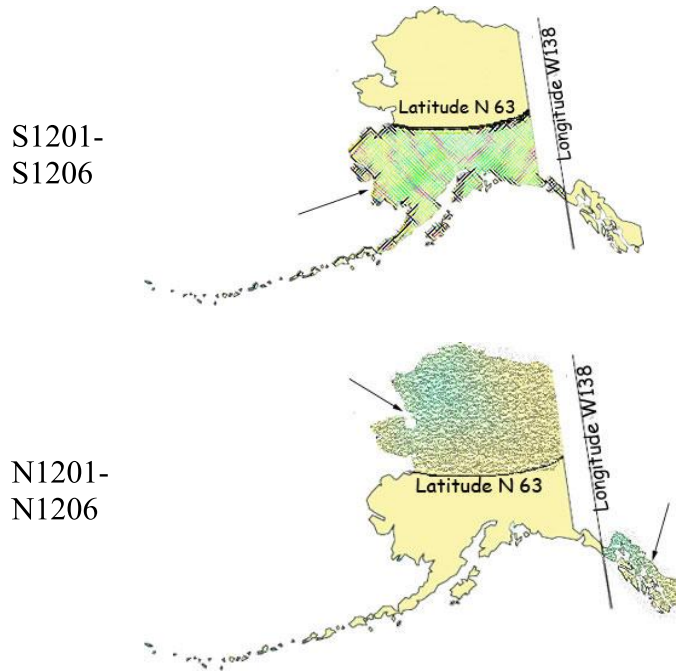 Latitude N 63
Longitude W138
S1201-
S1206
Latitude N 63
Longitude W138
N1201-
N1206